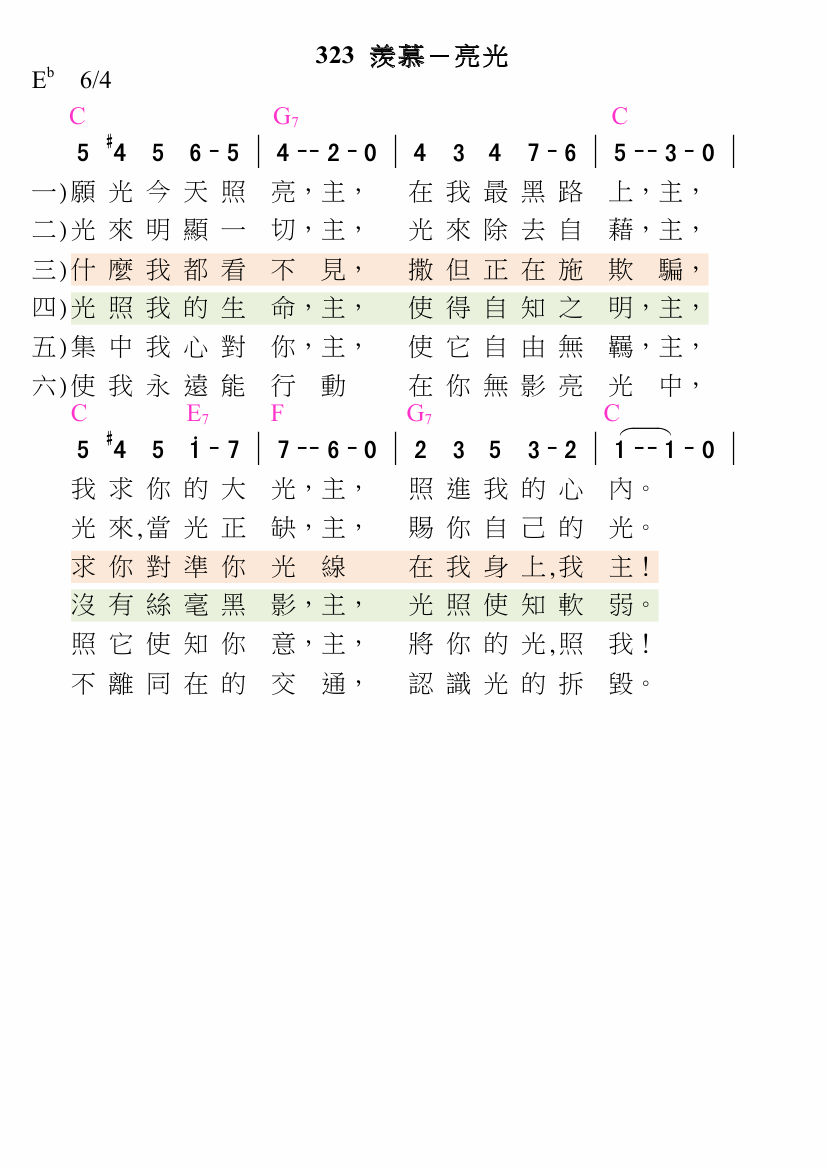 323 羨慕－亮光
E♭ 6/4
C G7 C
5 #4 5 6 - 5 | 4 - - 2 - 0 | 4 3 4 7 - 6 | 5 - - 3 - 0 |
一)願光今天照亮，主，在我最黑路上，主，
二)光來明顯一切，主，光來除去自藉，主，
三)什麼我都看不見，撒但正在施欺騙，
四)光照我的生命，主，使得自知之明，主，
五)集中我心對你，主，使它自由無羈，主，
六)使我永遠能行動 在你無影亮光中，
C E7 F G7 C
5 #4 5 i - 7 | 7 - - 6 - 0 | 2 3 5 3 - 2 | 1 - - 1 - 0 |
我求你的大光，主，照進我的心內。
光來,當光正缺，主，賜你自己的光。
求你對準你光線 在我身上,我主！
沒有絲毫黑影，主，光照使知軟弱。
照它使知你意，主，將你的光,照我！
不離同在的交通，認識光的拆毀。